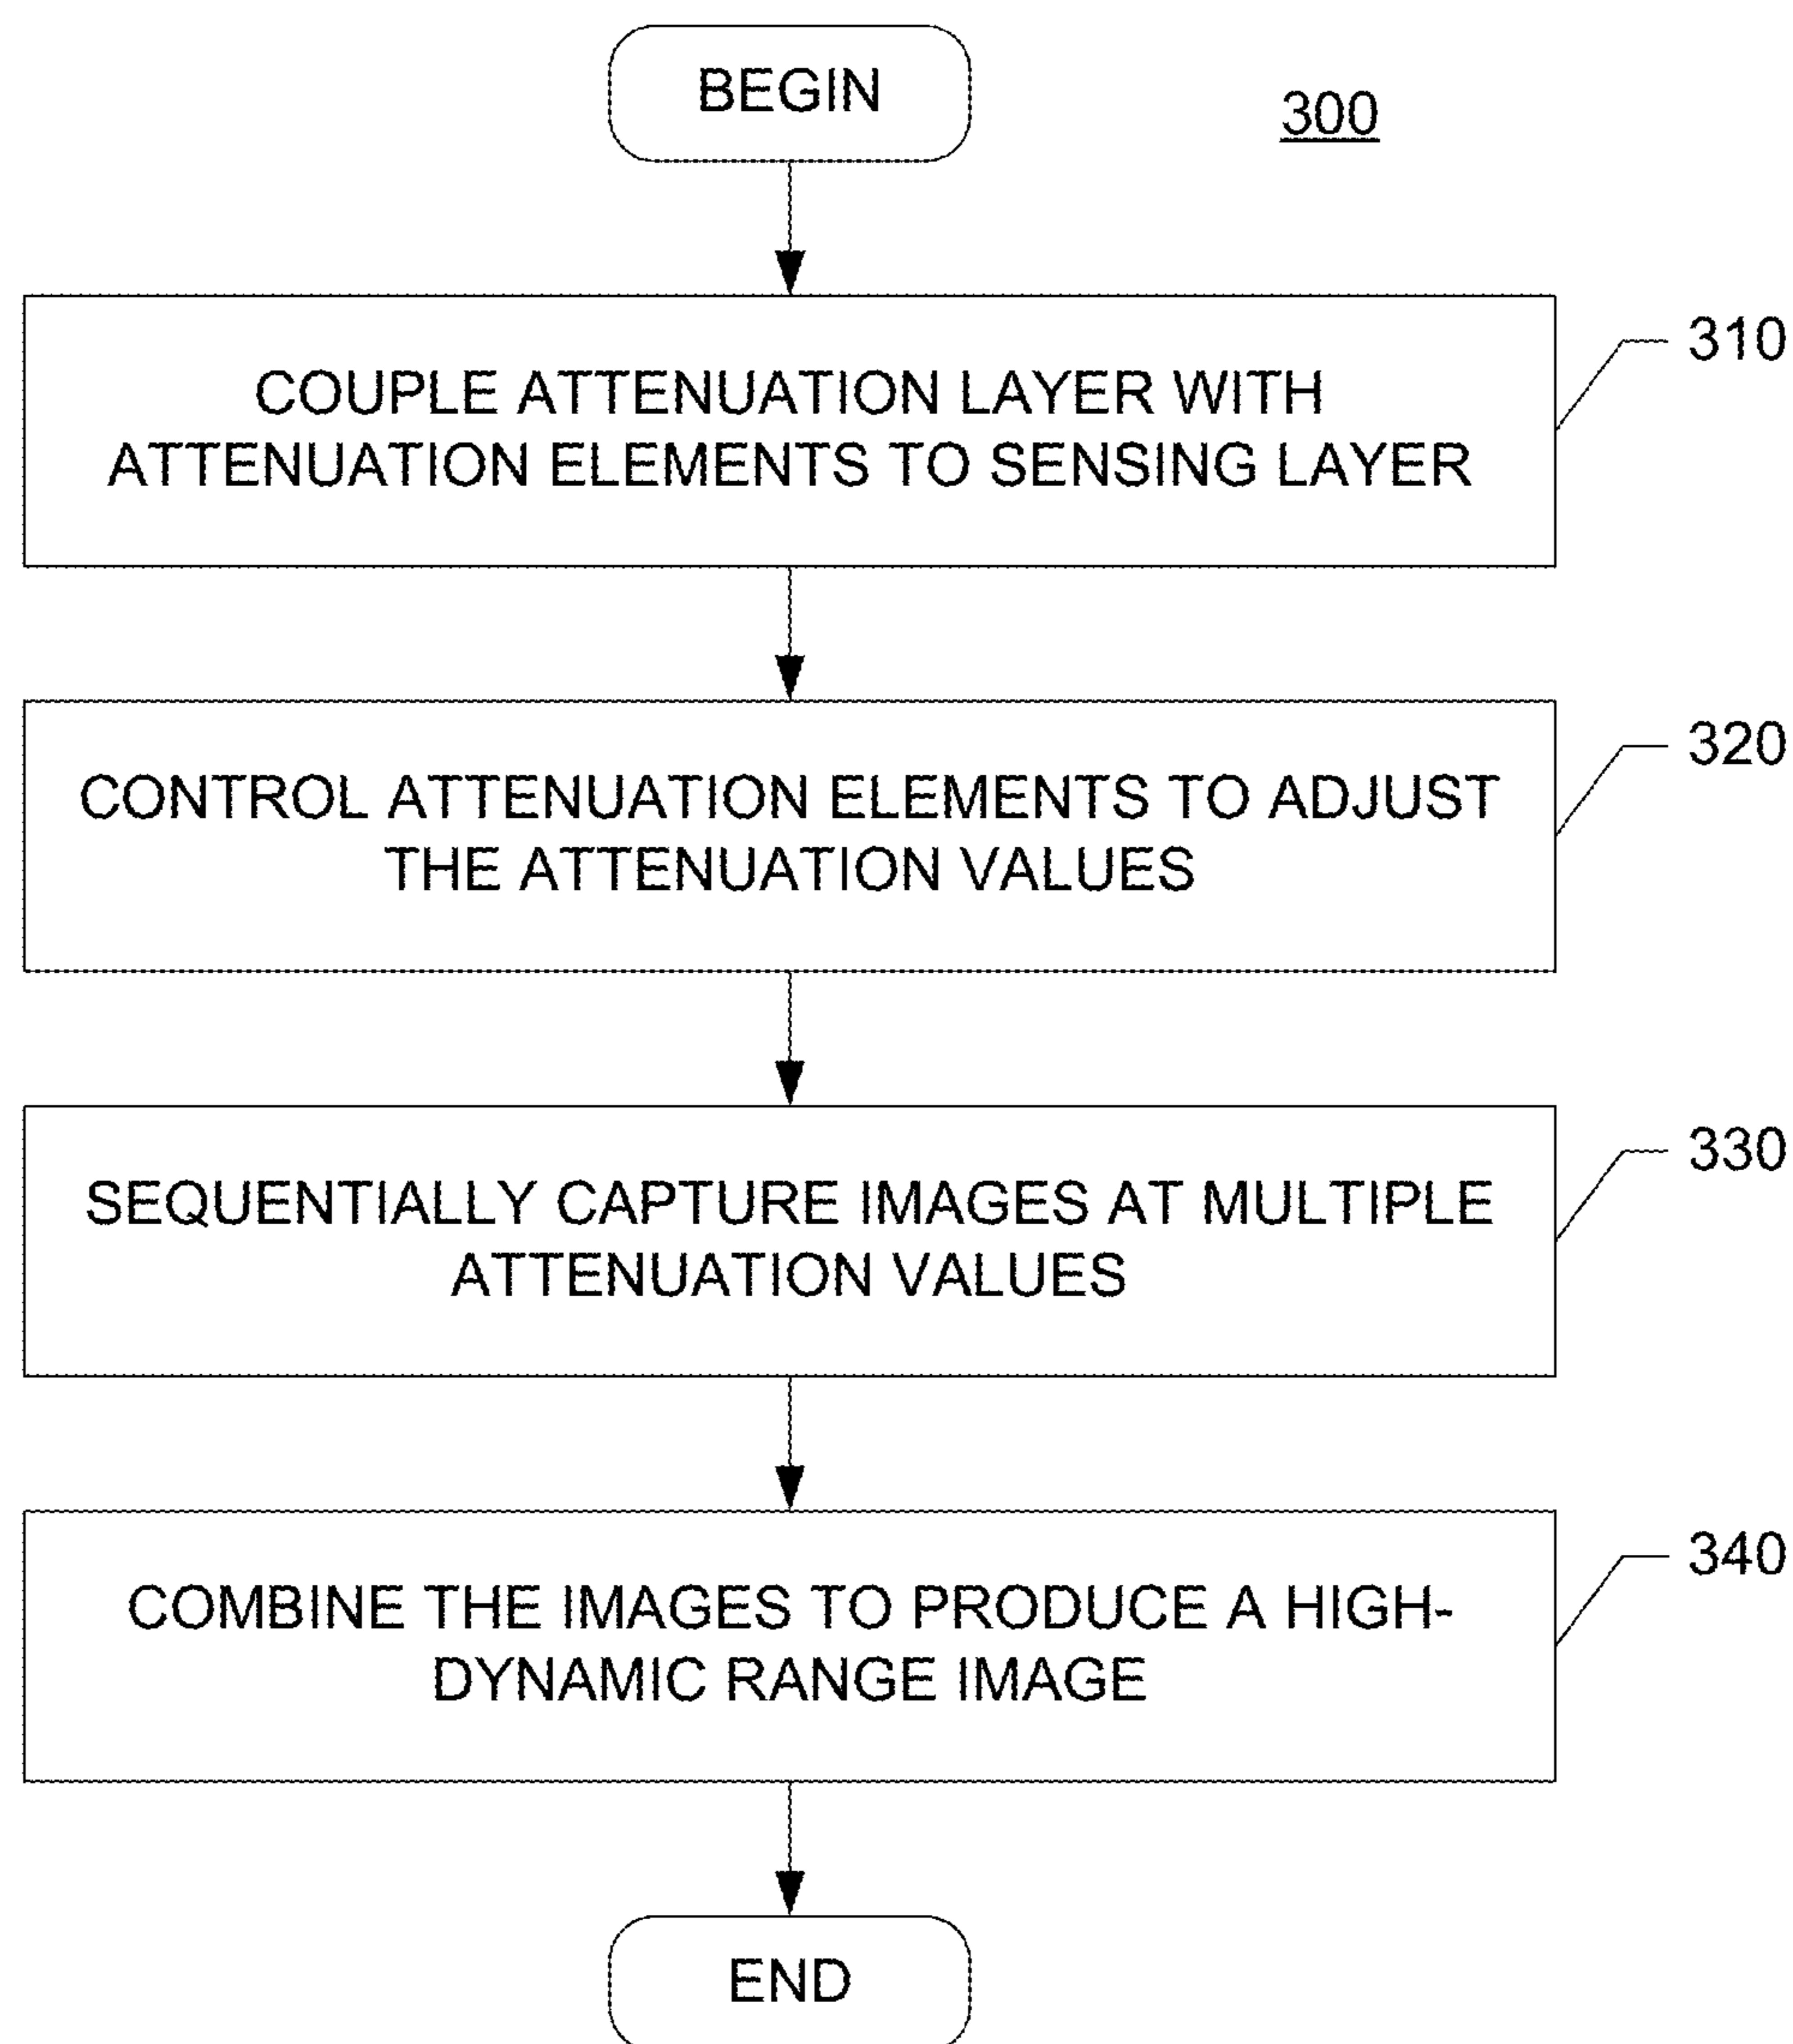 BEGIN
300
COUPLE ATTENUATION LAYER WITH
ATTENUATION ELEMENTS TO SENSING LAYER
310
CONTROL ATTENUATION ELEMENTS TO ADJUST
THE ATTENUATION VALUES
320
SEQUENTIALLY CAPTURE IMAGES AT MULTIPLE
ATTENUATION VALUES
330
COMBINE THE IMAGES TO PRODUCE A HIGH-
DYNAMIC RANGE IMAGE
340
END